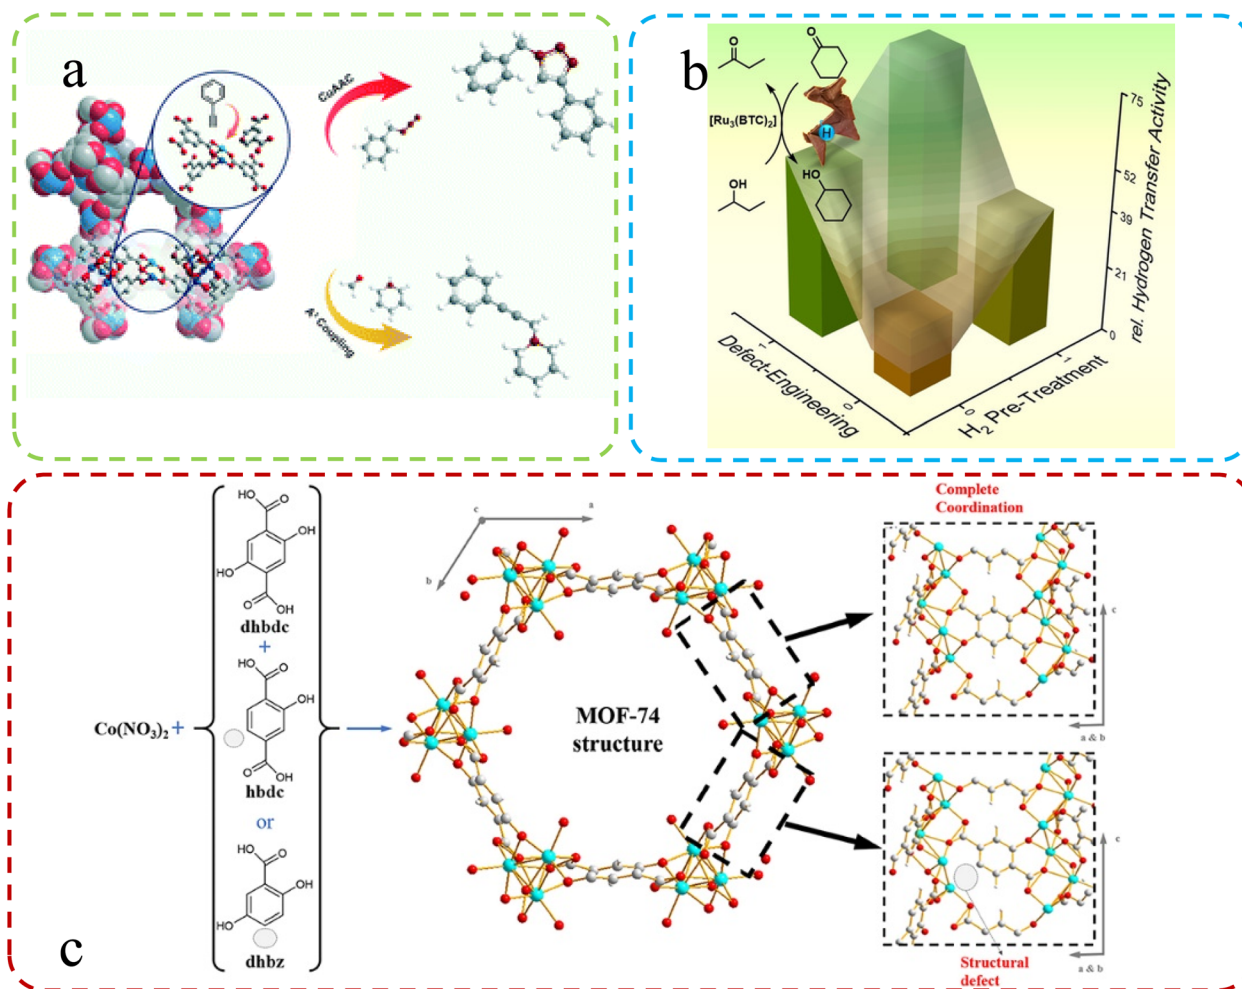 a
CuAAC
A³ Coupling
b
O
O
[Ru₃(BTC)₂]
H
OH
HO
75
52
39
21
0
rel. Hydrogen Transfer Activity
1
0
Defect-Engineering
1
0
H₂ Pre-Treatment
c
Co(NO₃)₂ +
HO
O
OH
HO
O
OH
dhbdc
+
HO
O
OH
O
OH
hbdc
or
HO
O
OH
HO
dhbz
c
a
b
MOF-74
structure
Complete
Coordination
c
a & b
c
a & b
Structural
defect